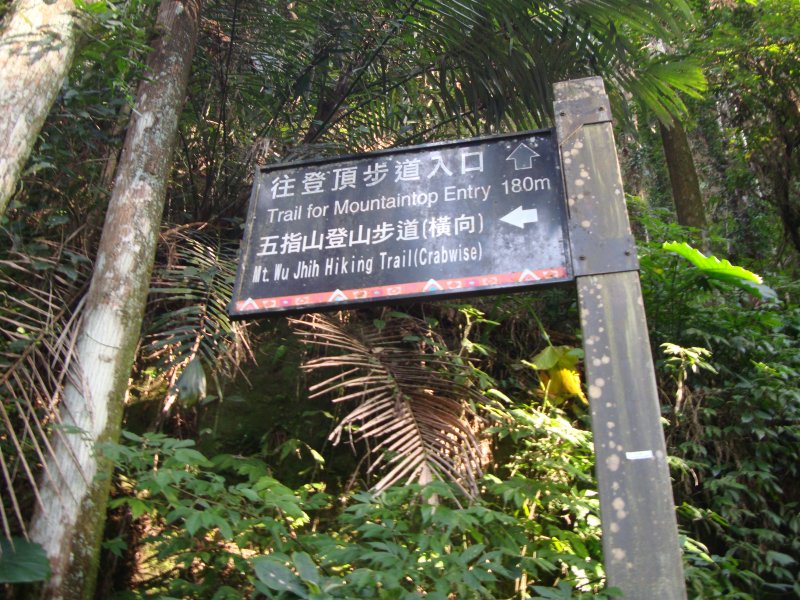 往登頂步道入口
Trail for Mountaintop Entry 180m
五指山登山步道(橫向)
Mt. Wu Jhih Hiking Trail(Crabwise)